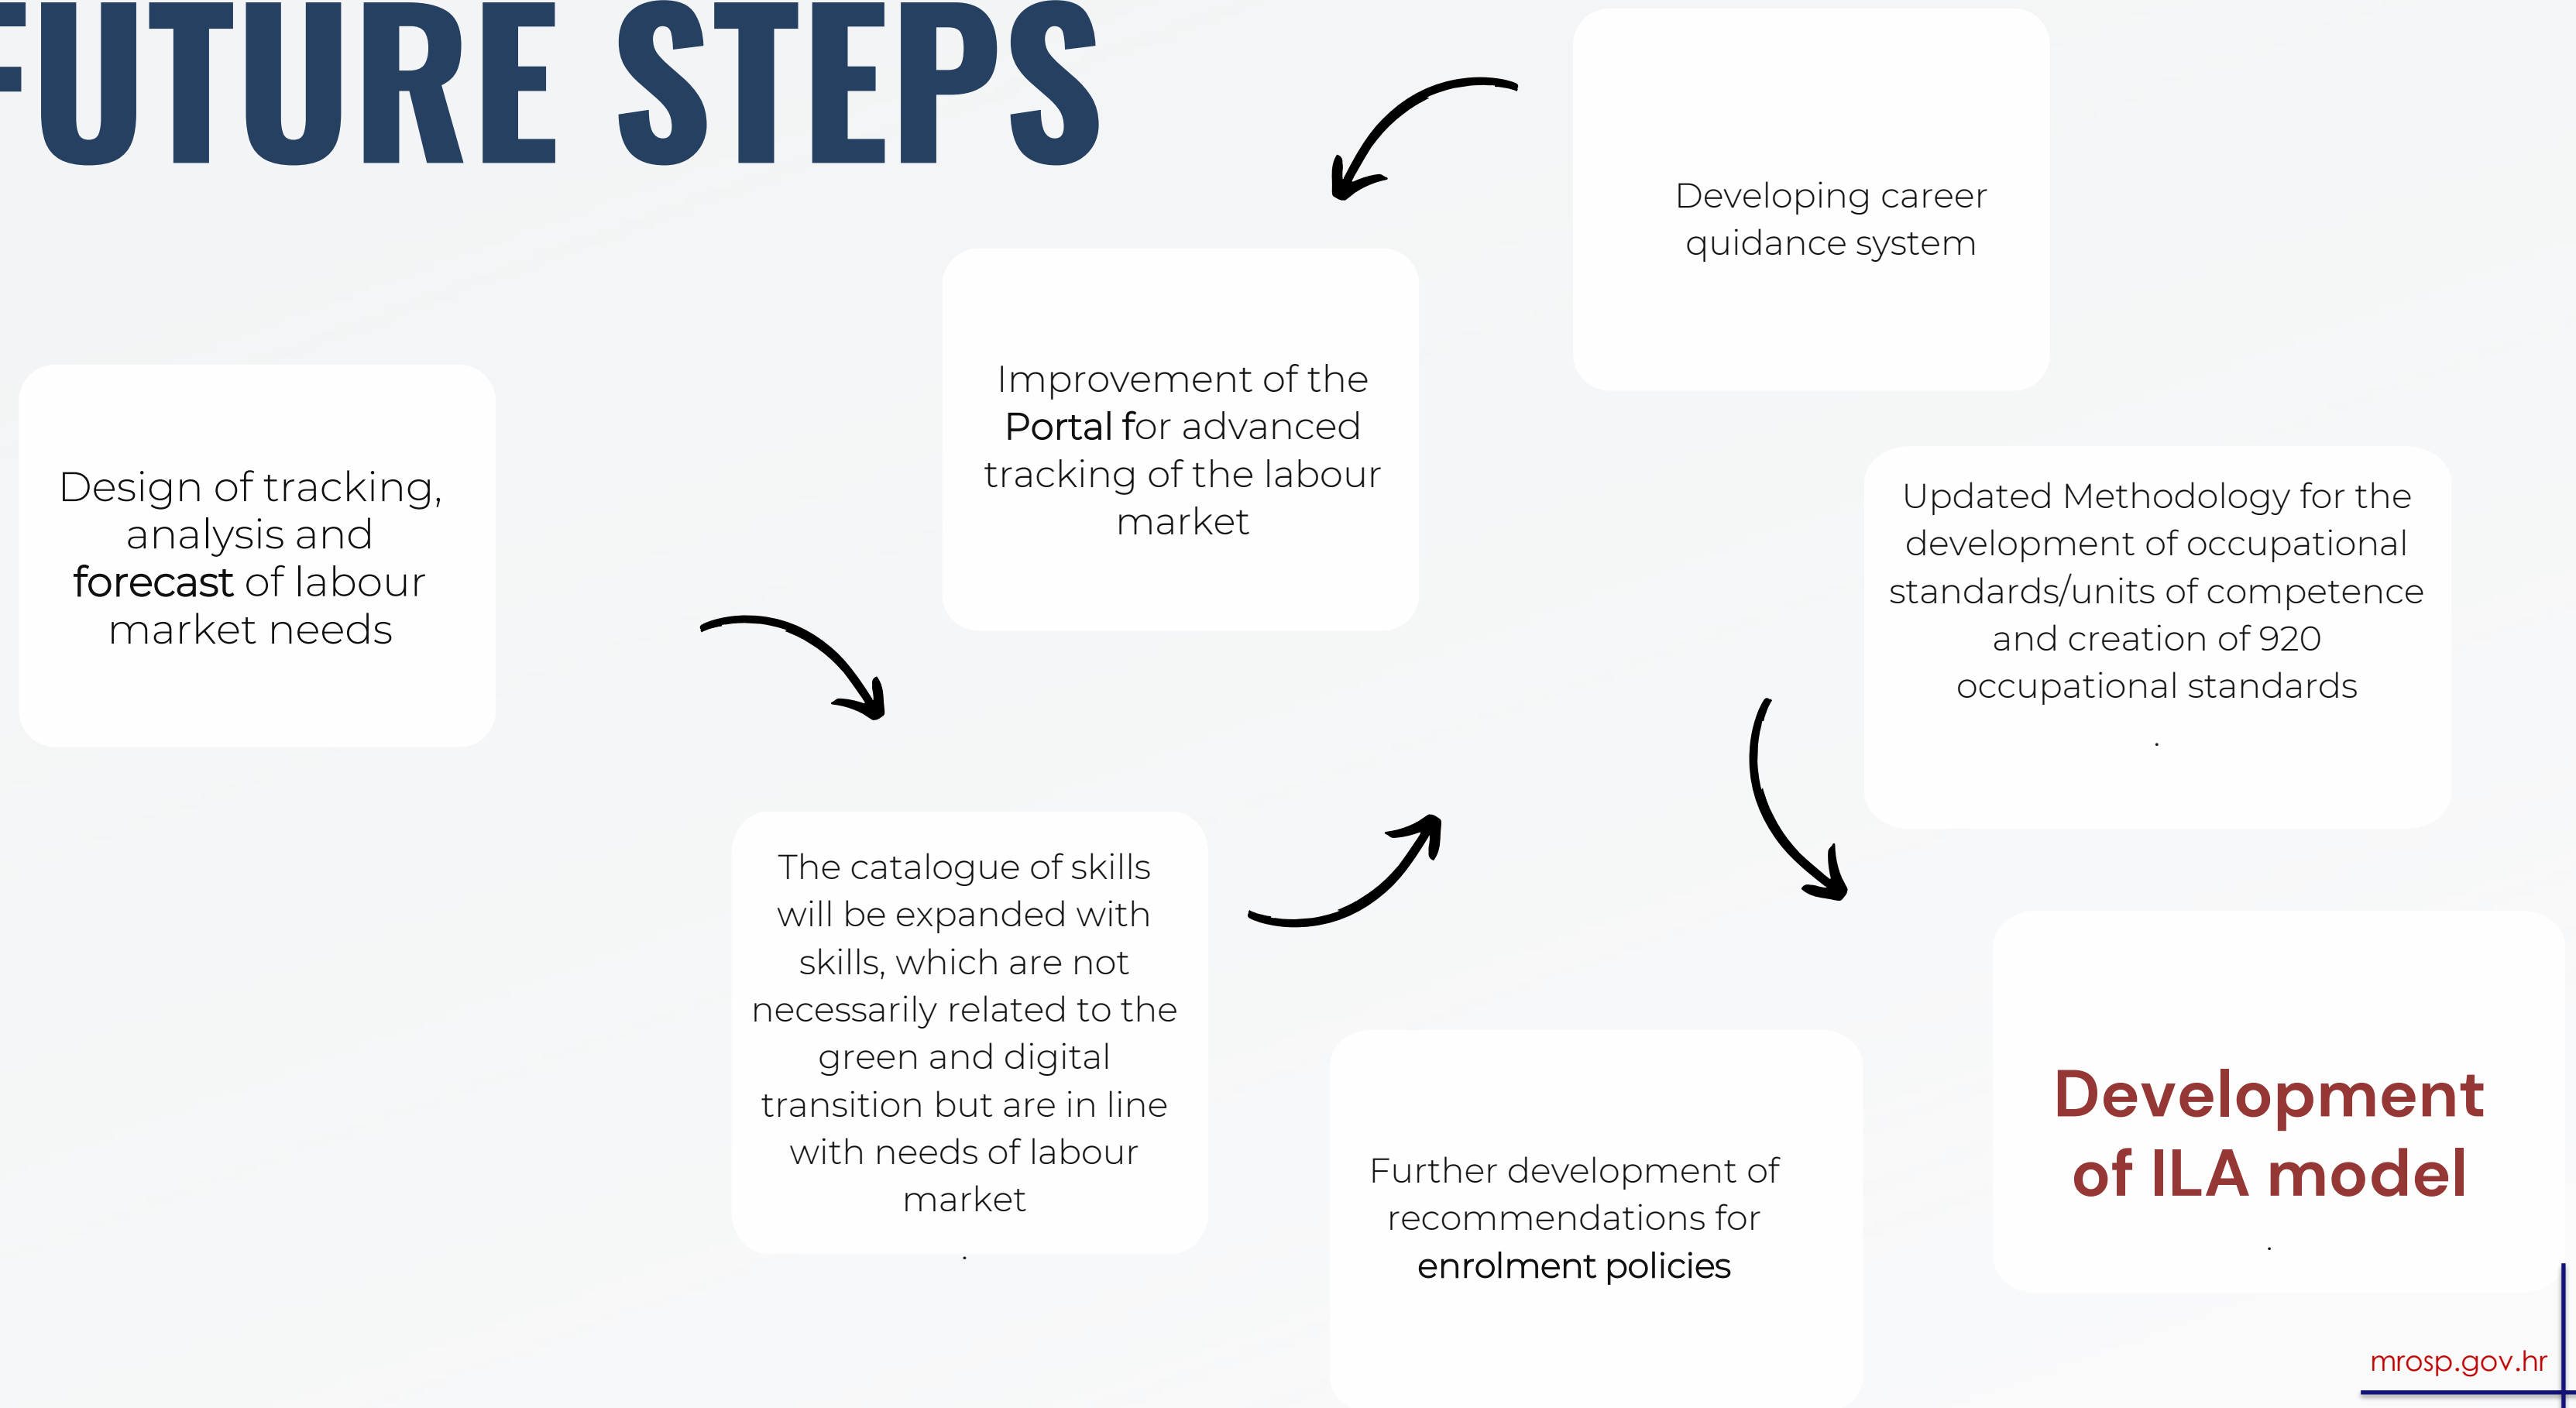 FUTURE STEPS
Developing career
quidance system
Improvement of the
Portal for advanced
tracking of the labour
market
Design of tracking,
analysis and
forecast of labour
market needs
Updated Methodology for the
development of occupational
standards/units of competence
and creation of 920
occupational standards
.
The catalogue of skills
will be expanded with
skills, which are not
necessarily related to the
green and digital
transition but are in line
with needs of labour
market
.
Further development of
recommendations for
enrolment policies
Development
of ILA model
.
mrosp.gov.hr